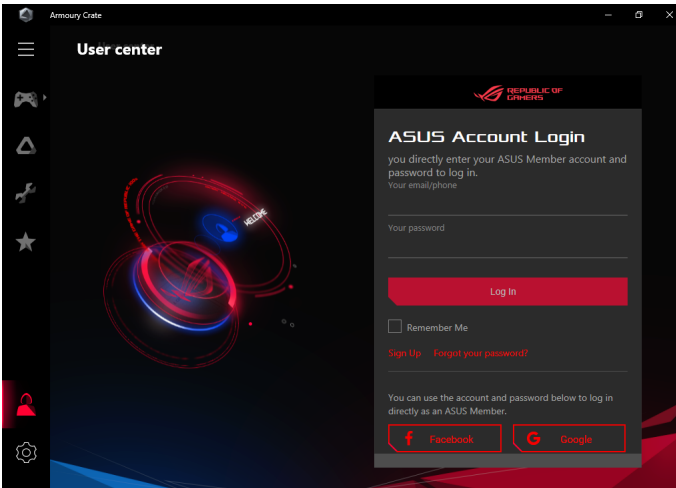 Armoury Crate
User center
REPUBLIC OF
GAMERS
ASUS Account Login
you directly enter your ASUS Member account and
password to log in.
Your email/phone
Your password
WELCOME
Log In
Remember Me
Sign Up Forgot your password?
You can use the account and password below to log in
directly as an ASUS Member.
Facebook
Google